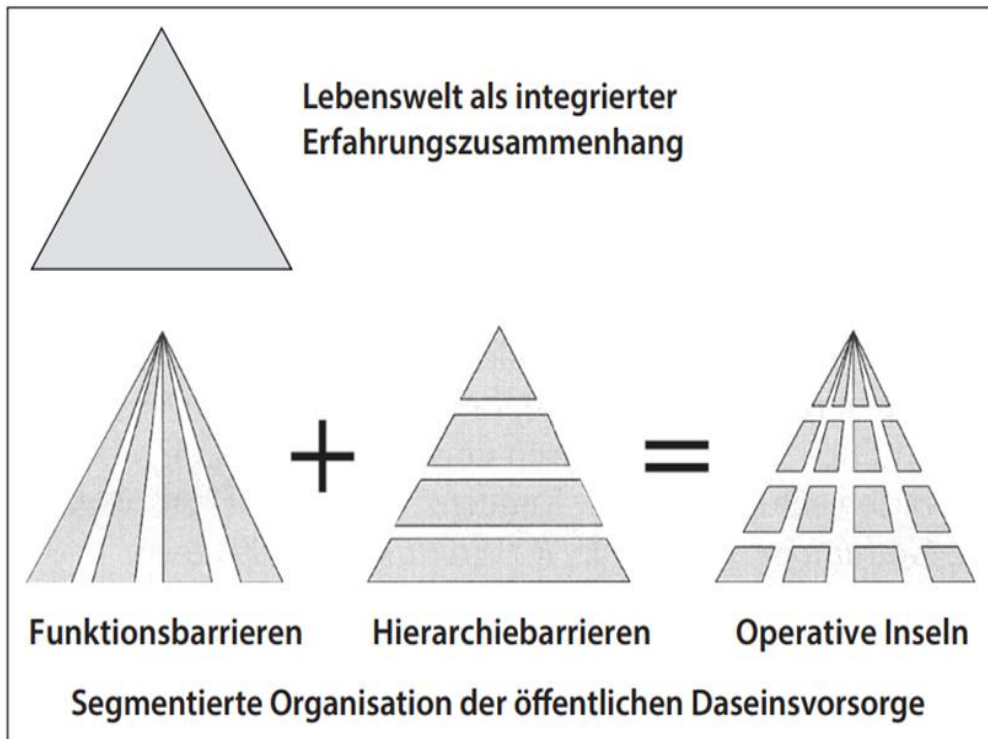 Lebenswelt als integrierter
Erfahrungszusammenhang
+
=
Funktionsbarrieren Hierarchiebarrieren Operative Inseln
Segmentierte Organisation der öffentlichen Daseinsvorsorge